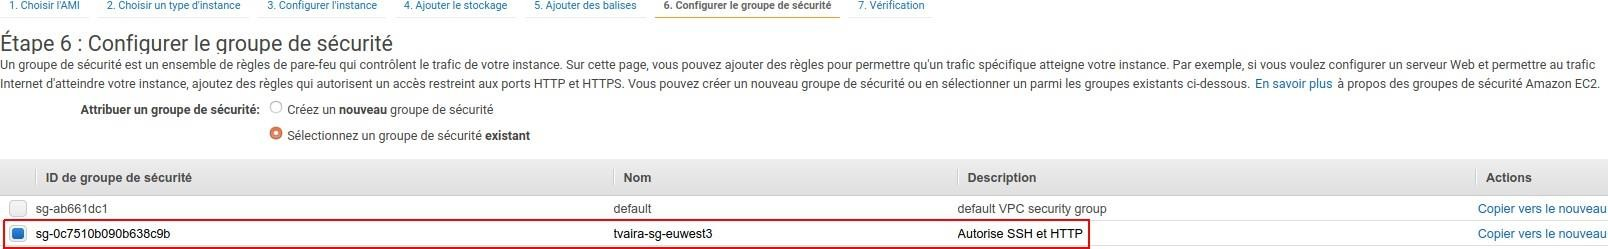 1. Choisir l'AMI 2. Choisir un type d'instance 3. Configurer l'instance 4. Ajouter le stockage 5. Ajouter des balises 6. Configurer le groupe de sécurité 7. Vérification
Étape 6 : Configurer le groupe de sécurité
Un groupe de sécurité est un ensemble de règles de pare-feu qui contrôlent le trafic de votre instance. Sur cette page, vous pouvez ajouter des règles pour permettre qu'un trafic spécifique atteigne votre instance. Par exemple, si vous voulez configurer un serveur Web et permettre au trafic
Internet d'atteindre votre instance, ajoutez des règles qui autorisent un accès restreint aux ports HTTP et HTTPS. Vous pouvez créer un nouveau groupe de sécurité ou en sélectionner un parmi les groupes existants ci-dessous. En savoir plus à propos des groupes de sécurité Amazon EC2.
Attribuer un groupe de sécurité: Créez un nouveau groupe de sécurité
Sélectionnez un groupe de sécurité existant
ID de groupe de sécurité Nom Description Actions
sg-ab661dc1 default default VPC security group Copier vers le nouveau
sg-0c7510b090b638c9b tvaira-sg-euwest3 Autorise SSH et HTTP Copier vers le nouveau